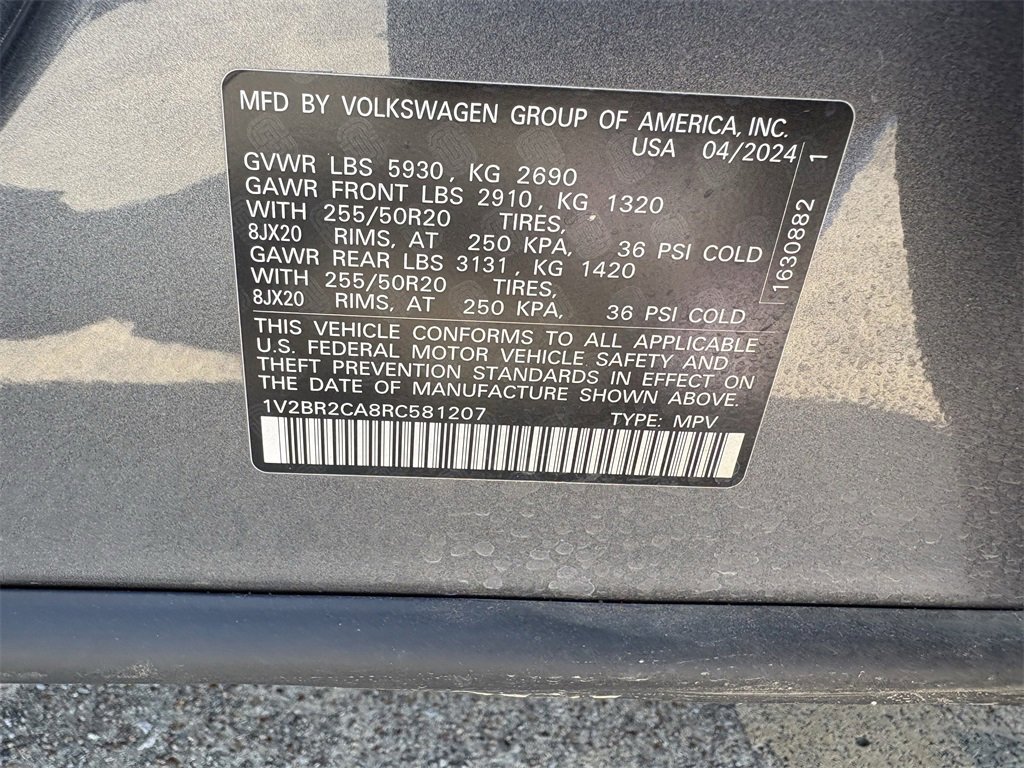 MFD BY VOLKSWAGEN GROUP OF AMERICA, INC.
USA 04/2024
GVWR LBS 5930, KG 2690
GAWR FRONT LBS 2910, KG 1320
WITH 255/50R20 TIRES,
8JX20 RIMS, AT 250 KPA, 36 PSI COLD
GAWR REAR LBS 3131, KG 1420
WITH 255/50R20 TIRES,
8JX20 RIMS, AT 250 KPA, 36 PSI COLD
THIS VEHICLE CONFORMS TO ALL APPLICABLE
U.S. FEDERAL MOTOR VEHICLE SAFETY AND
THEFT PREVENTION STANDARDS IN EFFECT ON
THE DATE OF MANUFACTURE SHOWN ABOVE.
1V2BR2CA8RC581207 TYPE: MPV
1630882 1